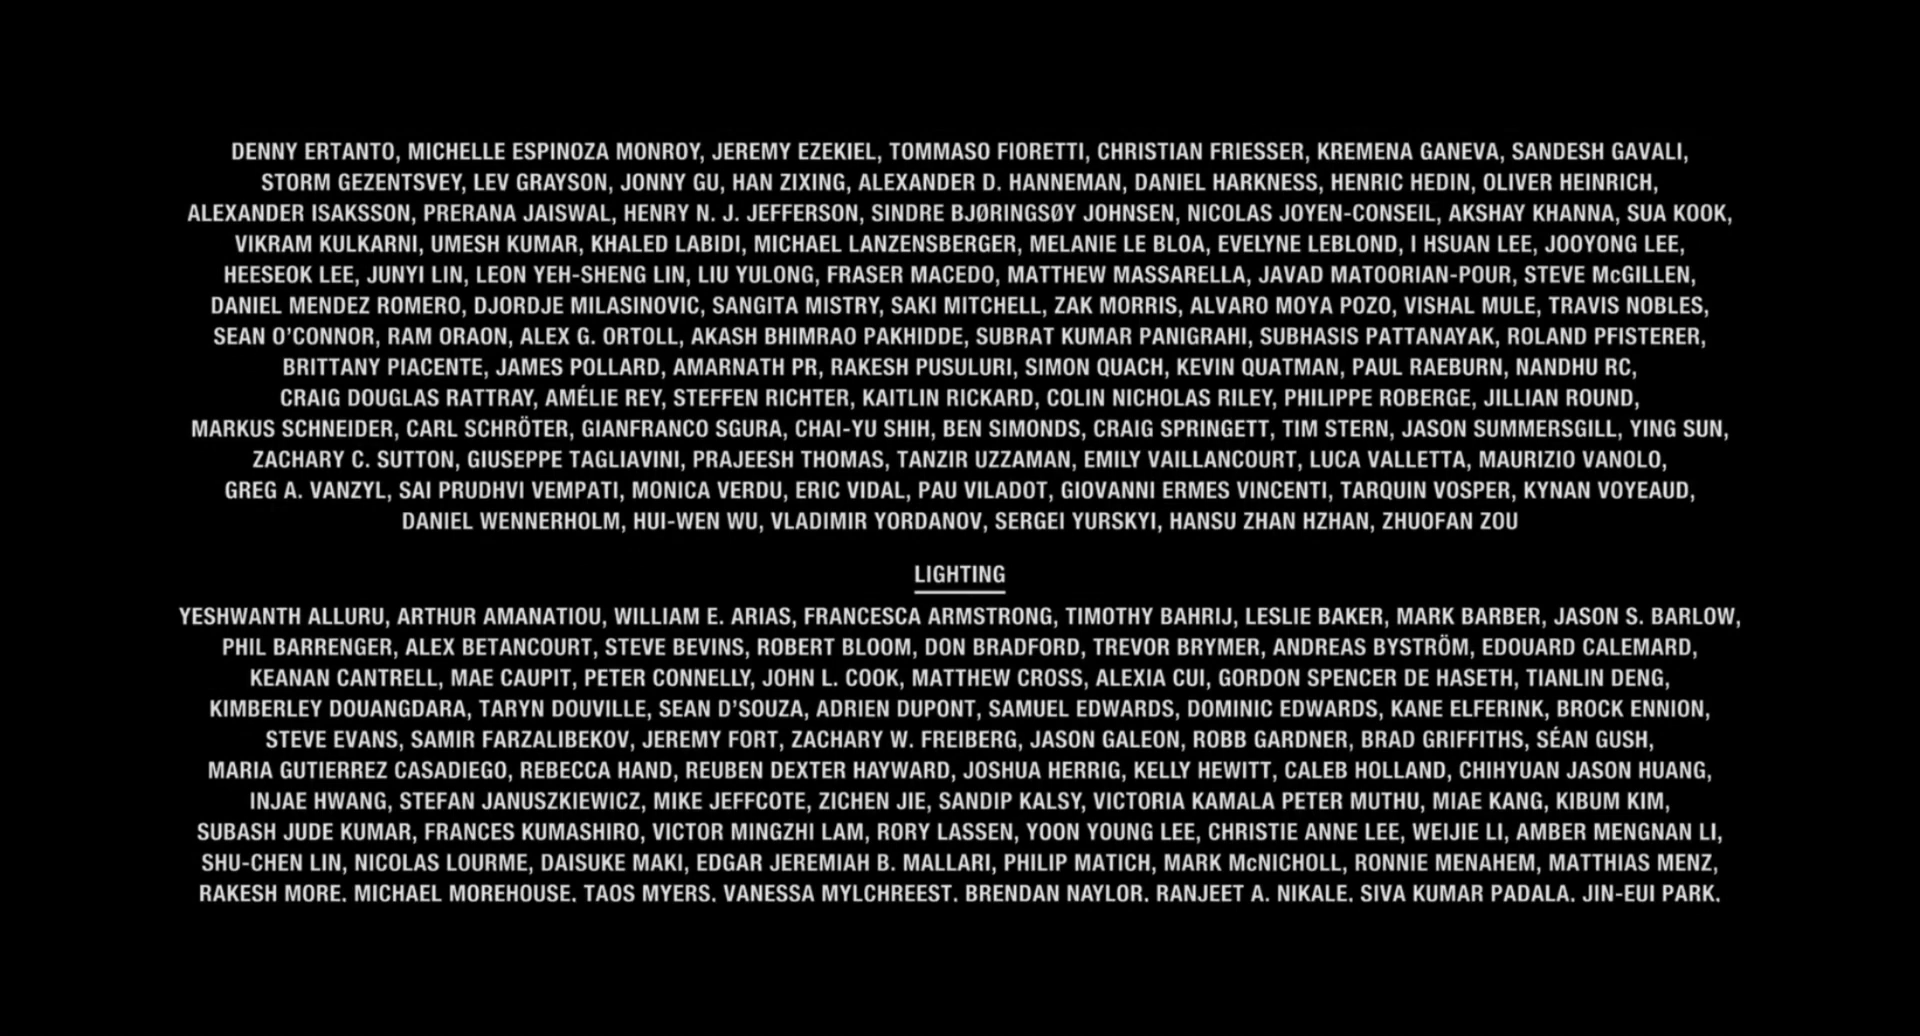 DENNY ERTANTO, MICHELLE ESPINOZA MONROY, JEREMY EZEKIEL, TOMMASO FIORETTI, CHRISTIAN FRIESSER, KREMENA GANEVA, SANDESH GAVALI,
STORM GEZENTSVEY, LEV GRAYSON, JONNY GU, HAN ZIXING, ALEXANDER D. HANNEMAN, DANIEL HARKNESS, HENRIC HEDIN, OLIVER HEINRICH,
ALEXANDER ISAKSSON, PRERANA JAISWAL, HENRY N. J. JEFFERSON, SINDRE BJØRINGSØY JOHNSEN, NICOLAS JOYEN-CONSEIL, AKSHAY KHANNA, SUA KOOK,
VIKRAM KULKARNI, UMESH KUMAR, KHALED LABIDI, MICHAEL LANZENSBERGER, MELANIE LE BLOA, EVELYNE LEBLOND, I HSUAN LEE, JOOYONG LEE,
HEESEOK LEE, JUNYI LIN, LEON YEH-SHENG LIN, LIU YULONG, FRASER MACEDO, MATTHEW MASSARELLA, JAVAD MATOORIAN-POUR, STEVE McGILLEN,
DANIEL MENDEZ ROMERO, DJORDJE MILASINOVIC, SANGITA MISTRY, SAKI MITCHELL, ZAK MORRIS, ALVARO MOYA POZO, VISHAL MULE, TRAVIS NOBLES,
SEAN O’CONNOR, RAM ORAON, ALEX G. ORTOLL, AKASH BHIMRAO PAKHIDDE, SUBRAT KUMAR PANIGRAHI, SUBHASIS PATTANAYAK, ROLAND PFISTERER,
BRITTANY PIACENTE, JAMES POLLARD, AMARNATH PR, RAKESH PUSULURI, SIMON QUACH, KEVIN QUATMAN, PAUL RAEBURN, NANDHU RC,
CRAIG DOUGLAS RATTRAY, AMÉLIE REY, STEFFEN RICHTER, KAITLIN RICKARD, COLIN NICHOLAS RILEY, PHILIPPE ROBERGE, JILLIAN ROUND,
MARKUS SCHNEIDER, CARL SCHRÖTER, GIANFRANCO SGURA, CHAI-YU SHIH, BEN SIMONDS, CRAIG SPRINGETT, TIM STERN, JASON SUMMERSGILL, YING SUN,
ZACHARY C. SUTTON, GIUSEPPE TAGLIAVINI, PRAJEESH THOMAS, TANZIR UZZAMAN, EMILY VAILLANCOURT, LUCA VALLETTA, MAURIZIO VANOLO,
GREG A. VANZYL, SAI PRUDHVI VEMPATI, MONICA VERDU, ERIC VIDAL, PAU VILADOT, GIOVANNI ERMES VINCENTI, TARQUIN VOSPER, KYNAN VOYEAUD,
DANIEL WENNERHOLM, HUI-WEN WU, VLADIMIR YORDANOV, SERGEI YURSKYI, HANSU ZHAN HZHAN, ZHUOFAN ZOU
LIGHTING
YESHWANTH ALLURU, ARTHUR AMANATIOU, WILLIAM E. ARIAS, FRANCESCA ARMSTRONG, TIMOTHY BAHRIJ, LESLIE BAKER, MARK BARBER, JASON S. BARLOW,
PHIL BARRENGER, ALEX BETANCOURT, STEVE BEVINS, ROBERT BLOOM, DON BRADFORD, TREVOR BRYMER, ANDREAS BYSTRÖM, EDOUARD CALEMARD,
KEANAN CANTRELL, MAE CAUPIT, PETER CONNELLY, JOHN L. COOK, MATTHEW CROSS, ALEXIA CUI, GORDON SPENCER DE HASETH, TIANLIN DENG,
KIMBERLEY DOUANGDARA, TARYN DOUVILLE, SEAN D’SOUZA, ADRIEN DUPONT, SAMUEL EDWARDS, DOMINIC EDWARDS, KANE ELFERINK, BROCK ENNION,
STEVE EVANS, SAMIR FARZALIBEKOV, JEREMY FORT, ZACHARY W. FREIBERG, JASON GALEON, ROBB GARDNER, BRAD GRIFFITHS, SÉAN GUSH,
MARIA GUTIERREZ CASADIEGO, REBECCA HAND, REUBEN DEXTER HAYWARD, JOSHUA HERRIG, KELLY HEWITT, CALEB HOLLAND, CHIHYUAN JASON HUANG,
INJAE HWANG, STEFAN JANUSZKIEWICZ, MIKE JEFFCOTE, ZICHEN JIE, SANDIP KALSY, VICTORIA KAMALA PETER MUTHU, MIAE KANG, KIBUM KIM,
SUBASH JUDE KUMAR, FRANCES KUMASHIRO, VICTOR MINGZHI LAM, RORY LASSEN, YOON YOUNG LEE, CHRISTIE ANNE LEE, WEIJIE LI, AMBER MENGNAN LI,
SHU-CHEN LIN, NICOLAS LOURME, DAISUKE MAKI, EDGAR JEREMIAH B. MALLARI, PHILIP MATICH, MARK McNICHOLL, RONNIE MENAHEM, MATTHIAS MENZ,
RAKESH MORE, MICHAEL MOREHOUSE, TAOS MYERS, VANESSA MYLCHREEST, BRENDAN NAYLOR, RANJEET A. NIKALE, SIVA KUMAR PADALA, JIN-EUI PARK,